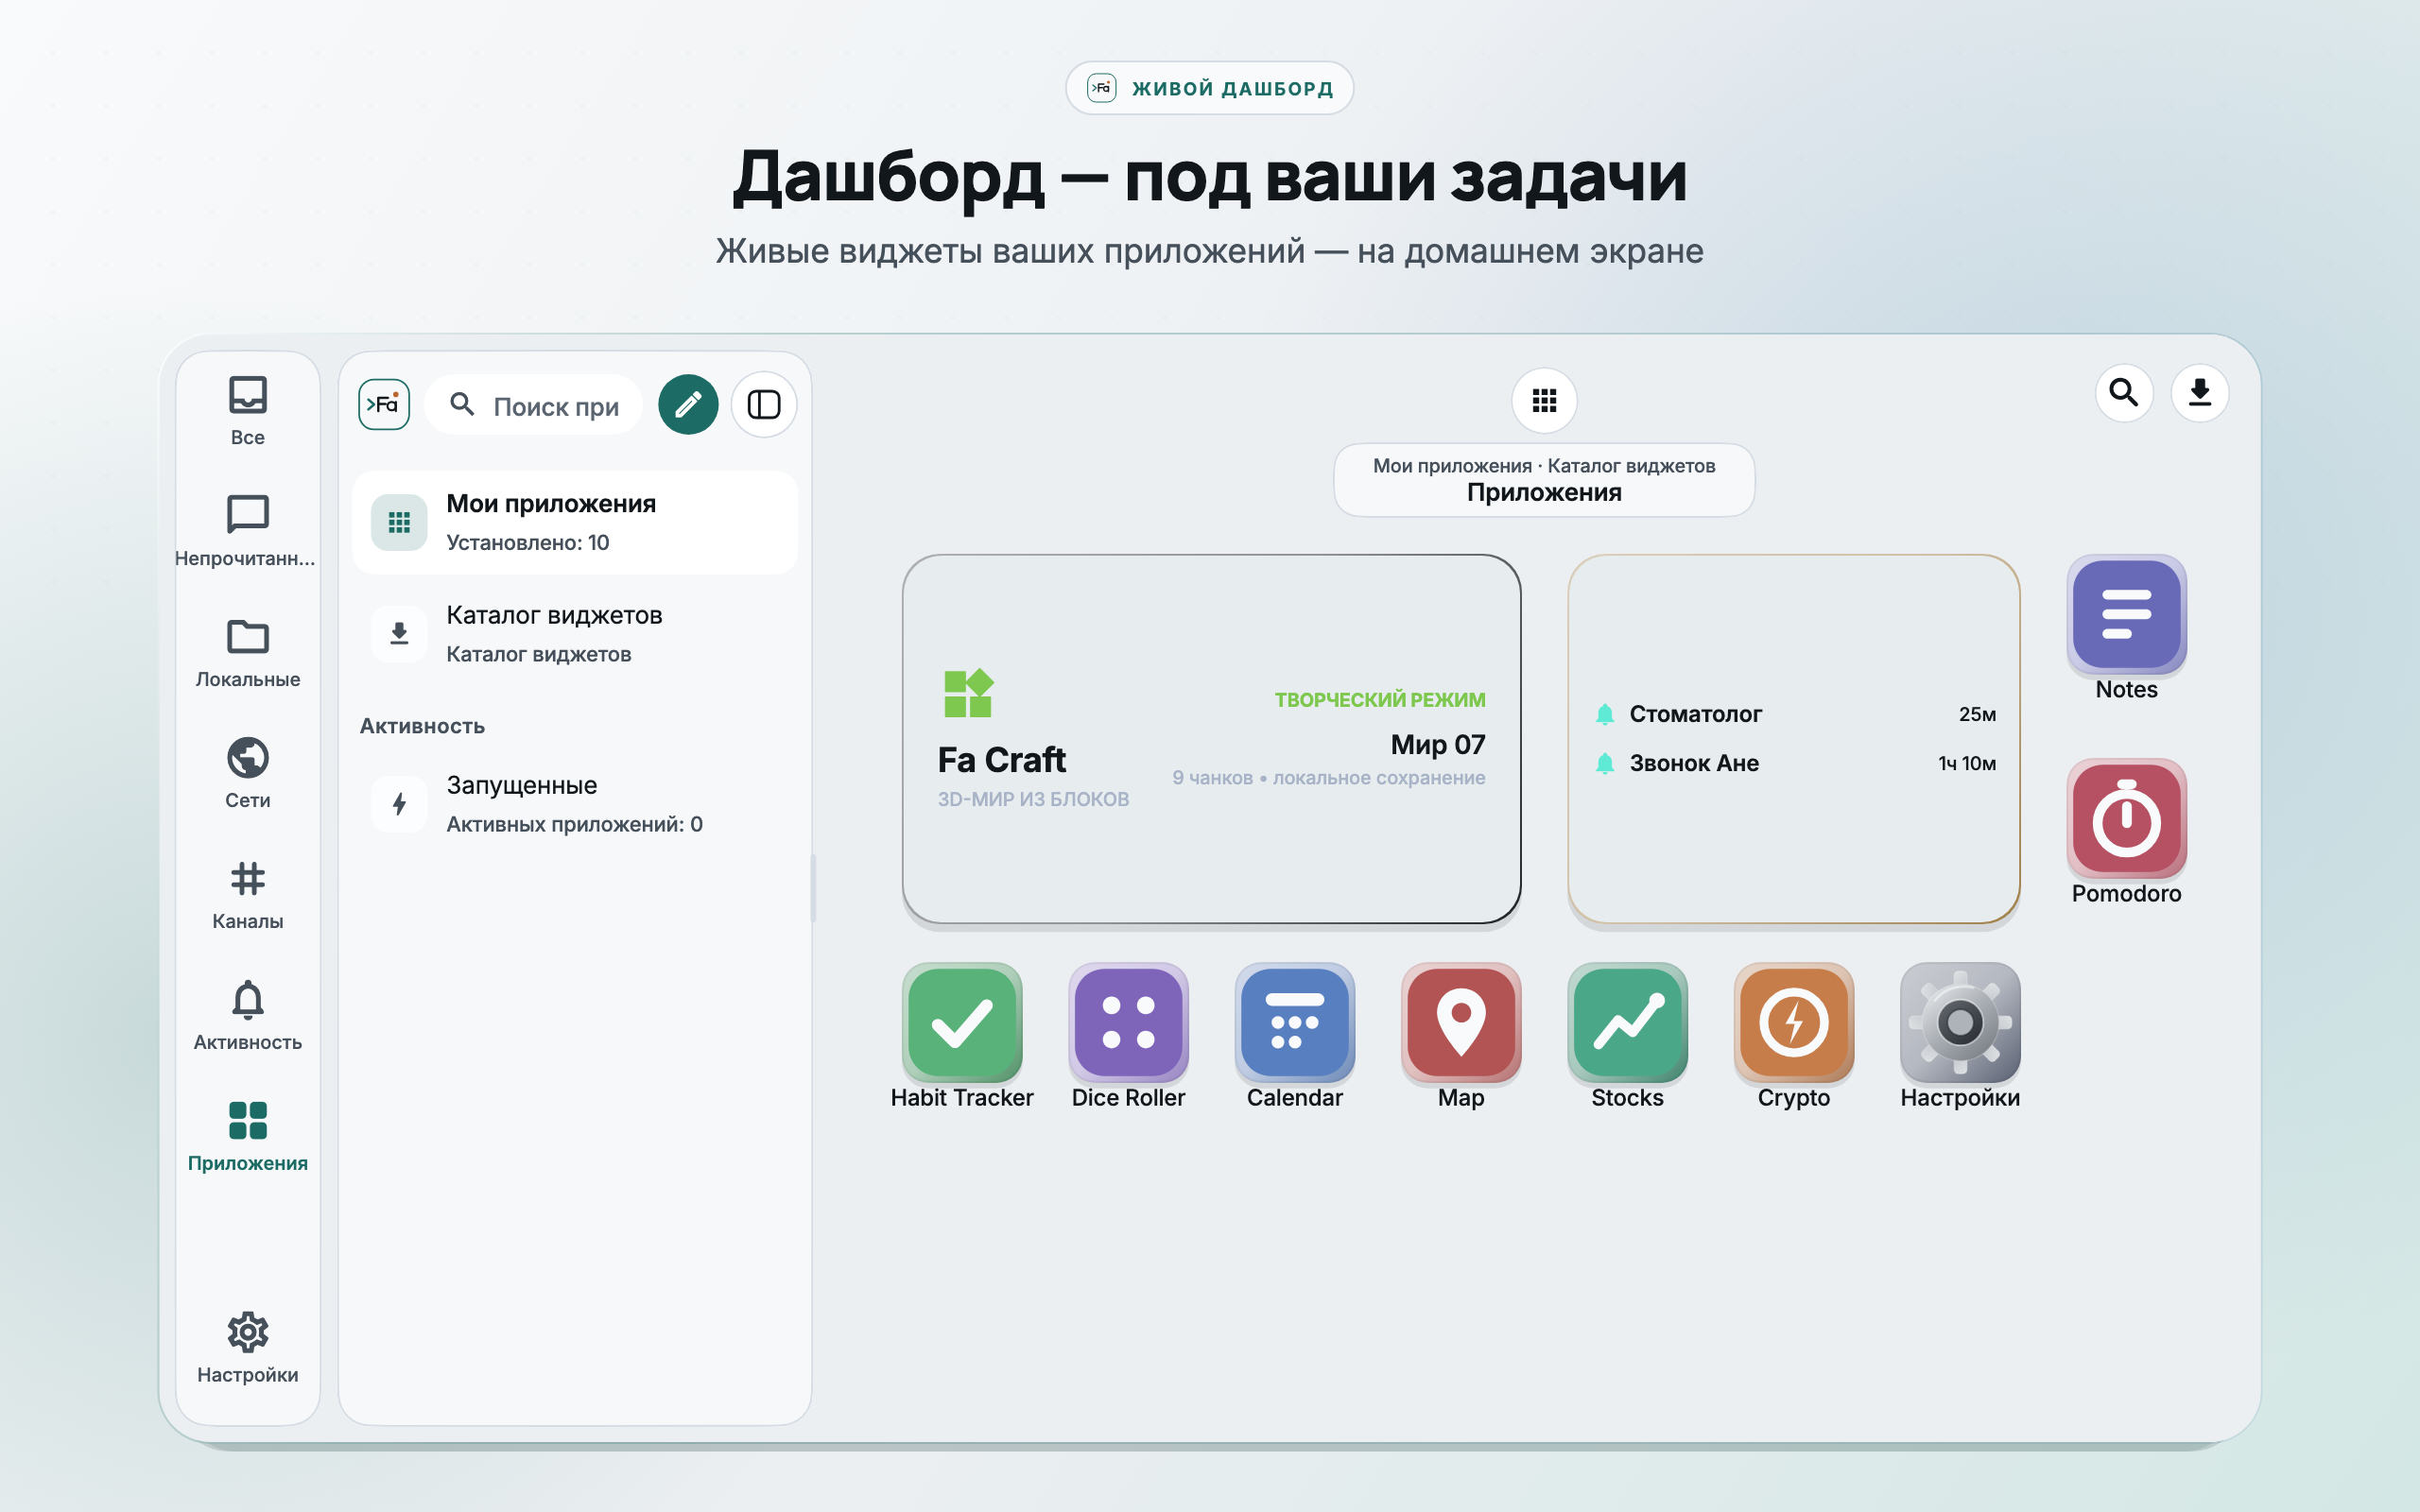 >Fa ЖИВОЙ ДАШБОРД
Дашборд — под ваши задачи
Живые виджеты ваших приложений — на домашнем экране
Все
Непрочитанн...
Локальные
Сети
Каналы
Активность
Приложения
Настройки
>Fa
Поиск при
Мои приложения
Установлено: 10
Каталог виджетов
Каталог виджетов
Активность
Запущенные
Активных приложений: 0
Мои приложения · Каталог виджетов
Приложения
Fa Craft
3D-МИР ИЗ БЛОКОВ
ТВОРЧЕСКИЙ РЕЖИМ
Мир 07
9 чанков • локальное сохранение
Стоматолог 25м
Звонок Ане 1ч 10м
Notes
Pomodoro
Habit Tracker
Dice Roller
Calendar
Map
Stocks
Crypto
Настройки